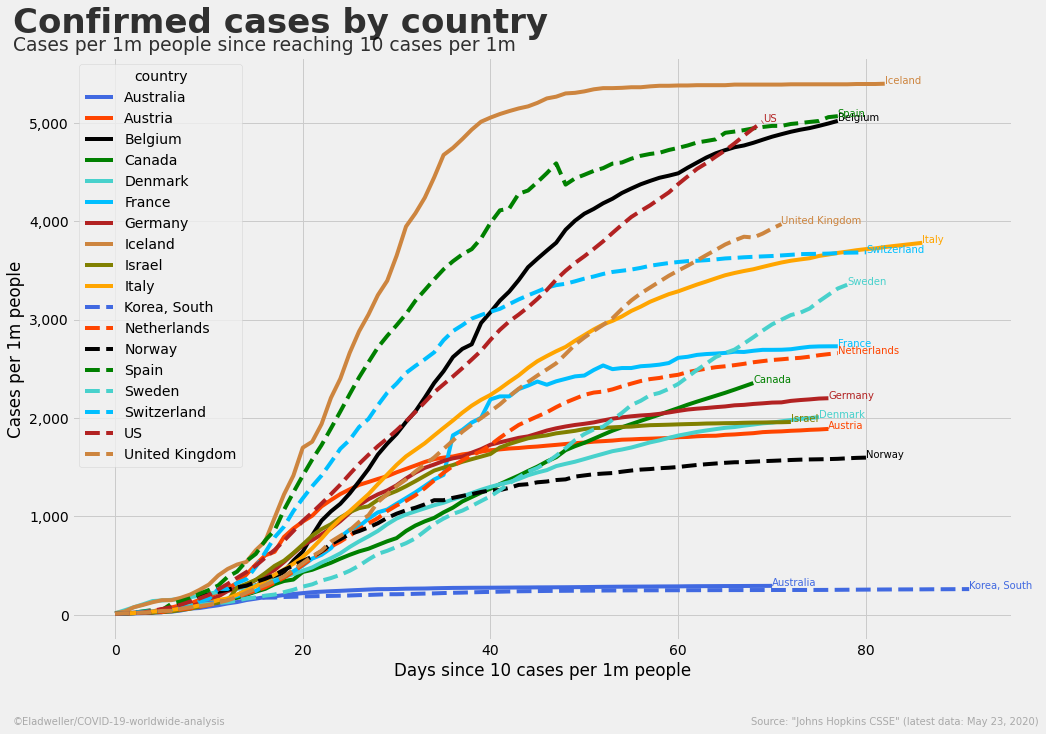 Confirmed cases by country
Cases per 1m people since reaching 10 cases per 1m
country
Australia
Austria
Belgium
Canada
Denmark
France
Germany
Iceland
Israel
Italy
Korea, South
Netherlands
Norway
Spain
Sweden
Switzerland
US
United Kingdom
Cases per 1m people
5,000
4,000
3,000
2,000
1,000
0
Iceland
Spain
US
Belgium
United Kingdom
Italy
Switzerland
Sweden
France
Netherlands
Canada
Germany
Denmark
Israel
Austria
Norway
Australia
Korea, South
0 20 40 60 80
Days since 10 cases per 1m people
©Eladweller/COVID-19-worldwide-analysis
Source: "Johns Hopkins CSSE" (latest data: May 23, 2020)